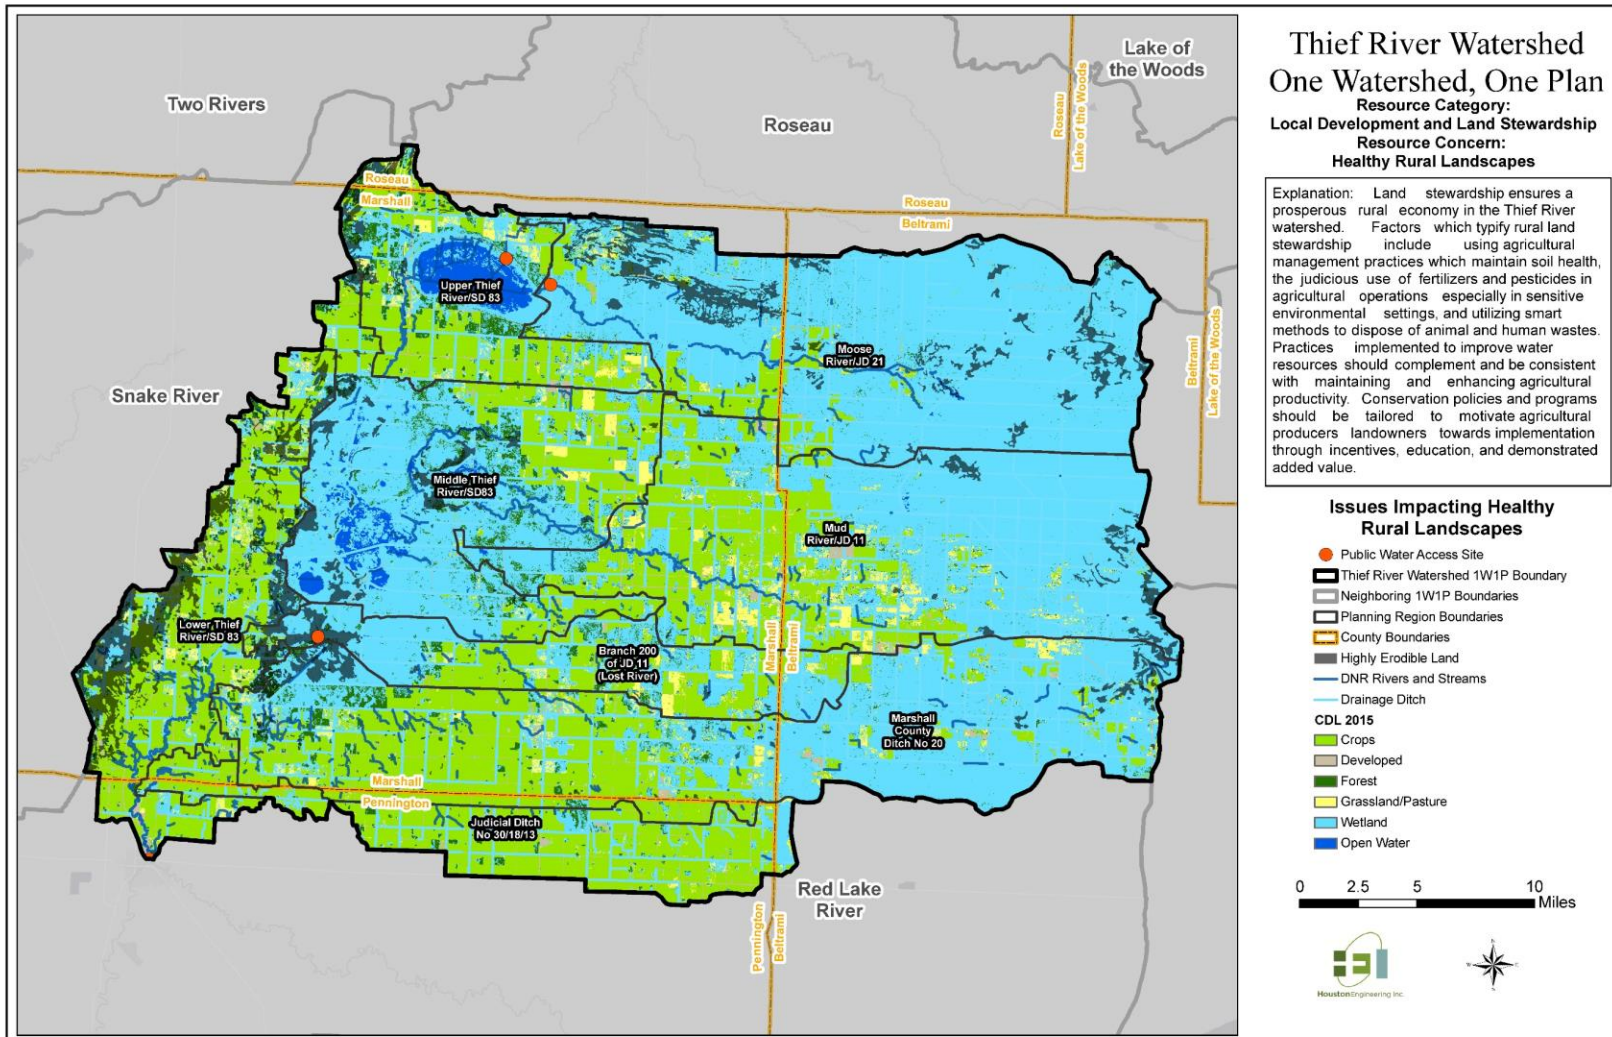 Thief River Watershed
One Watershed, One Plan
Resource Category:
Local Development and Land Stewardship
Resource Concern:
Healthy Rural Landscapes
Explanation: Land stewardship ensures a
prosperous rural economy in the Thief River
watershed. Factors which typify rural land
stewardship include using agricultural
management practices which maintain soil health,
the judicious use of fertilizers and pesticides in
agricultural operations especially in sensitive
environmental settings, and utilizing smart
methods to dispose of animal and human wastes.
Practices implemented to improve water
resources should complement and be consistent
with maintaining and enhancing agricultural
productivity. Conservation policies and programs
should be tailored to motivate agricultural
producers landowners towards implementation
through incentives, education, and demonstrated
added value.
Issues Impacting Healthy
Rural Landscapes
Public Water Access Site
Thief River Watershed 1W1P Boundary
Neighboring 1W1P Boundaries
Planning Region Boundaries
County Boundaries
Highly Erodible Land
DNR Rivers and Streams
Drainage Ditch
CDL 2015
Crops
Developed
Forest
Grassland/Pasture
Wetland
Open Water
0 2.5 5 10
Miles
HoustonEngineering Inc.
N
W E
S
Lake of
the Woods
Two Rivers
Roseau
Roseau
Lake of the Woods
Roseau
Marshall
Roseau
Beltrami
Upper Thief
River/SD 83
Moose
River/JD 21
Beltrami
Lake of the Woods
Snake River
Middle Thief
River/SD83
Mud
River/JD 11
Lower Thief
River/SD 83
Branch 200
of JD 11
(Lost River)
Marshall
Beltrami
Marshall
County
Ditch No 20
Marshall
Pennington
Judicial Ditch
No 30/18/13
Red Lake
River
Pennington
Beltrami